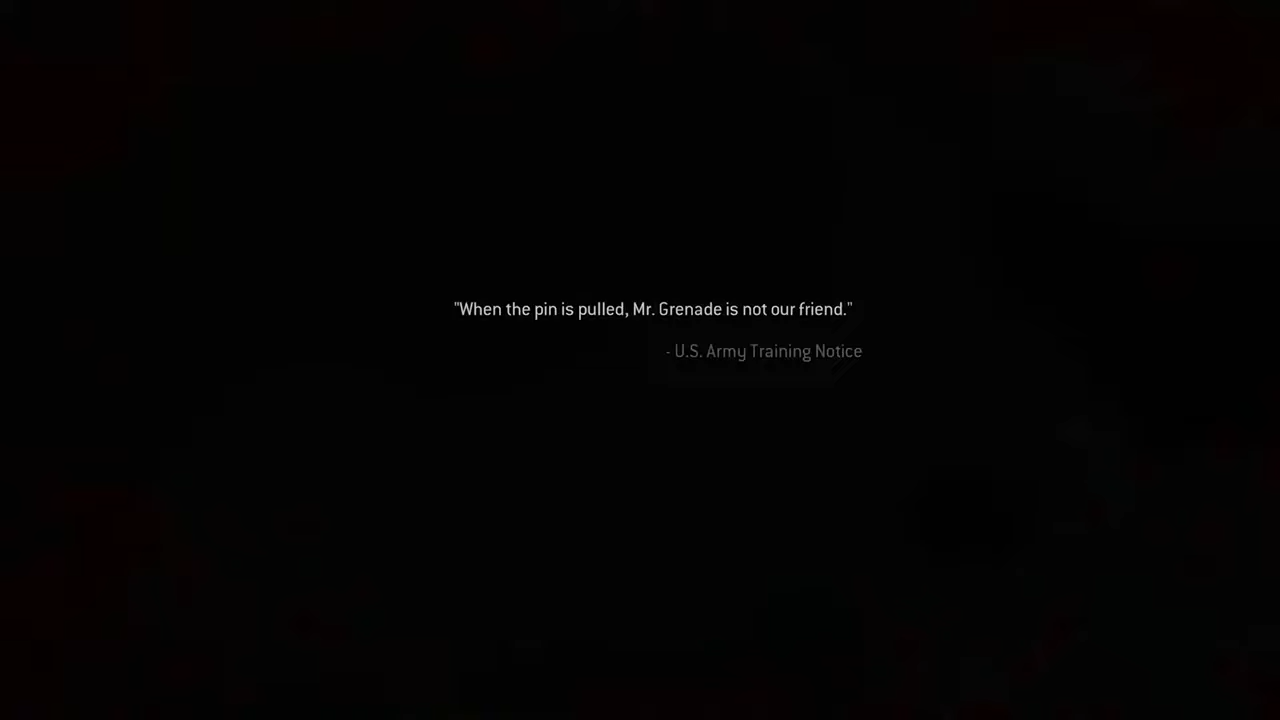 "When the pin is pulled, Mr. Grenade is not our friend."
- U.S. Army Training Notice